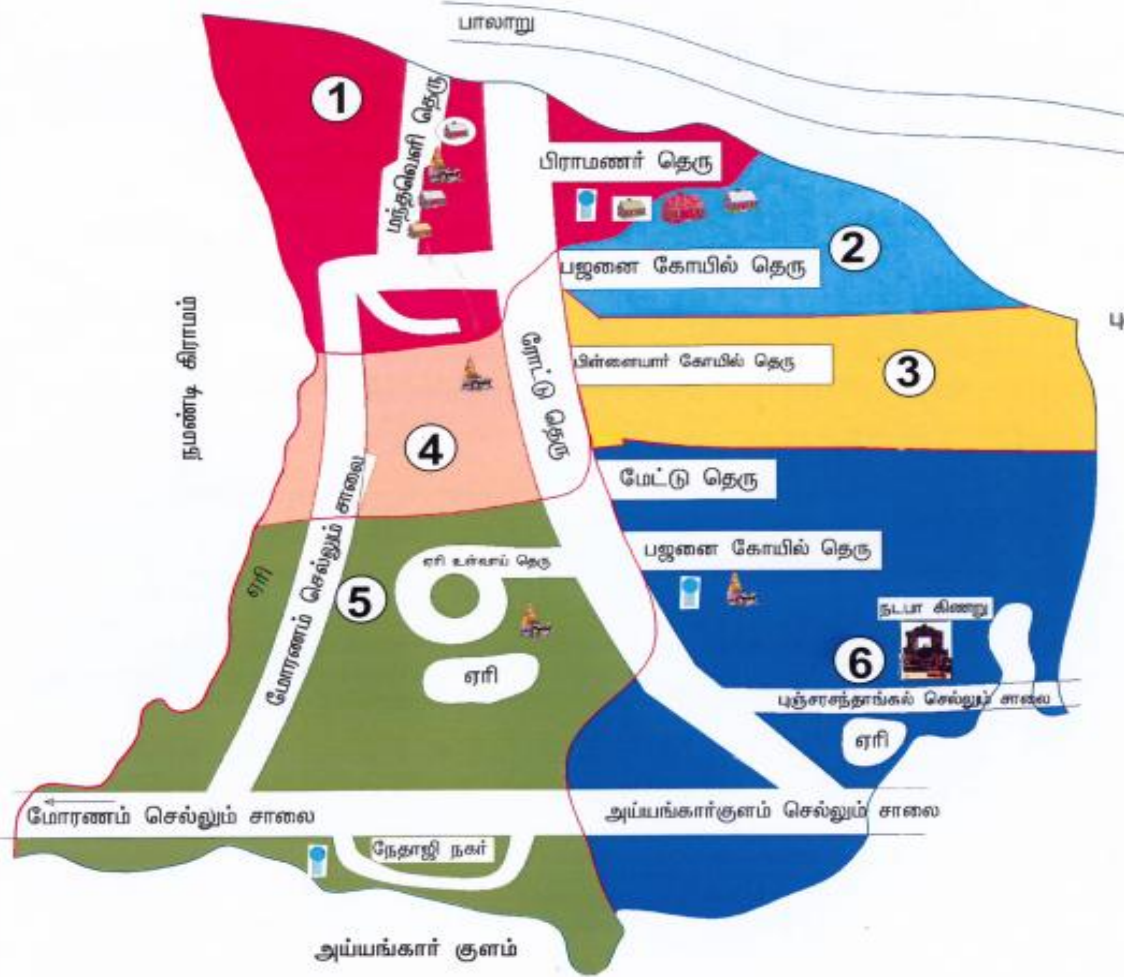 பாலாறு
1
மந்தவெளி தெரு
பிராமணர் தெரு
2
பஜனை கோயில் தெரு
நமண்டி கிராமம்
பு
ரோட்டு தெரு
பிள்ளையார் கோயில் தெரு
3
4
மேட்டு தெரு
மோரணம் செல்லும் சாலை
பஜனை கோயில் தெரு
ஏரி உள்வாய் தெரு
ஏரி
5
நடபா கிணறு
6
ஏரி
புஞ்சரசந்தாங்கல் செல்லும் சாலை
ஏரி
மோரணம் செல்லும் சாலை
அய்யங்கார்குளம் செல்லும் சாலை
நேதாஜி நகர்
அய்யங்கார் குளம்